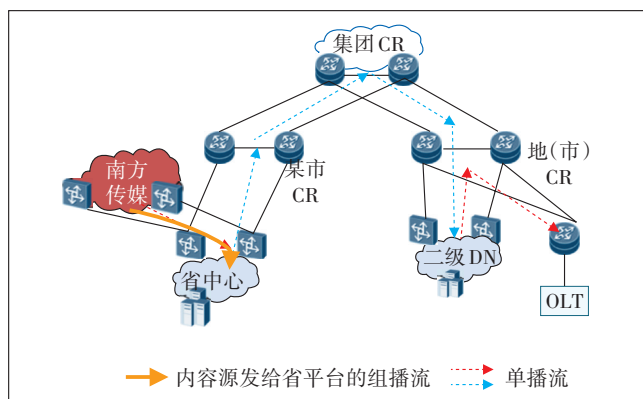 集团CR
南方
传媒
某市
CR
地(市)
CR
省中心
二级DN
OLT
内容源发给省平台的组播流
单播流